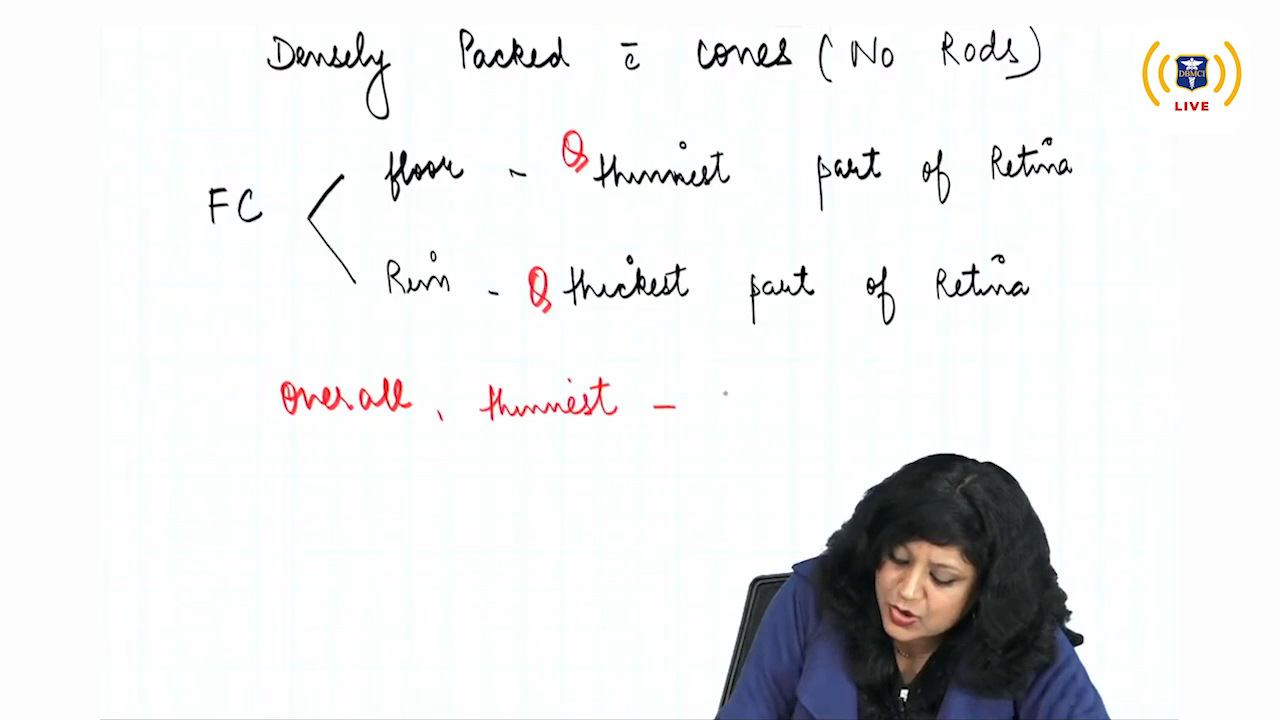 Densely Packed c̄ cones (No Rods)
DBMCI
LIVE
floor - Q thinnest part of Retina
FC
Rim - Q thickest part of Retina
Overall, thinnest -